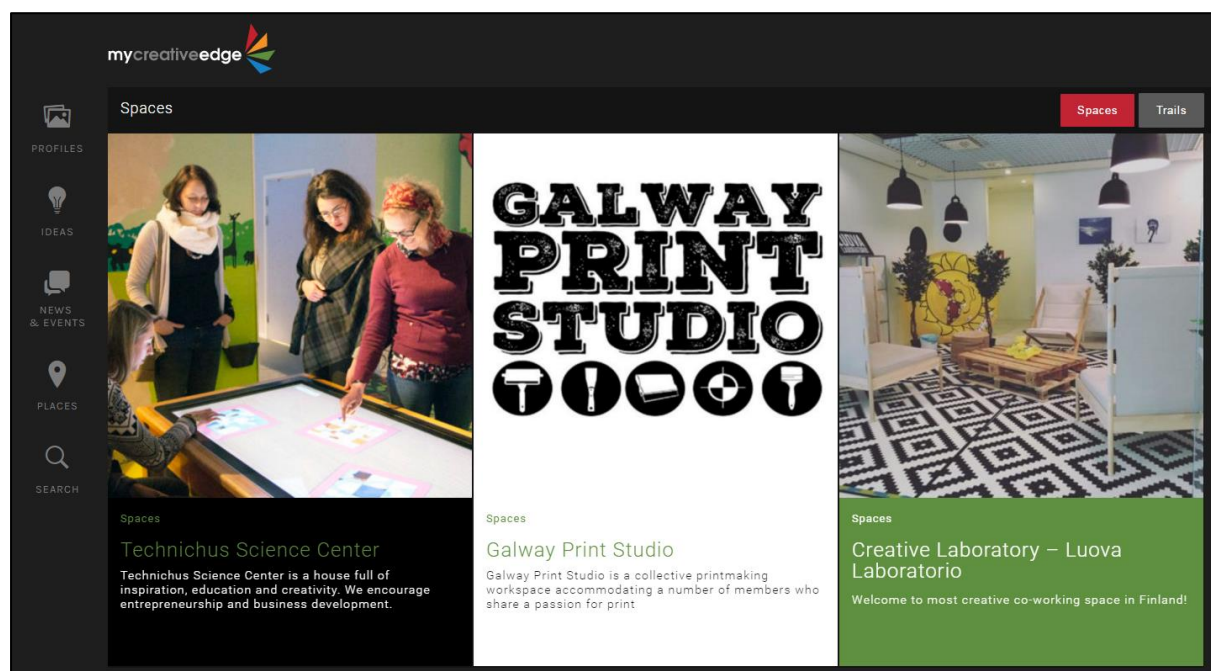 mycreativeedge
PROFILES
IDEAS
NEWS
& EVENTS
PLACES
SEARCH
Spaces
Spaces
Trails
GALWAY
PRINT
STUDIO
Spaces
Technichus Science Center
Technichus Science Center is a house full of
inspiration, education and creativity. We encourage
entrepreneurship and business development.
Spaces
Galway Print Studio
Galway Print Studio is a collective printmaking
workspace accommodating a number of members who
share a passion for print
Spaces
Creative Laboratory – Luova
Laboratorio
Welcome to most creative co-working space in Finland!